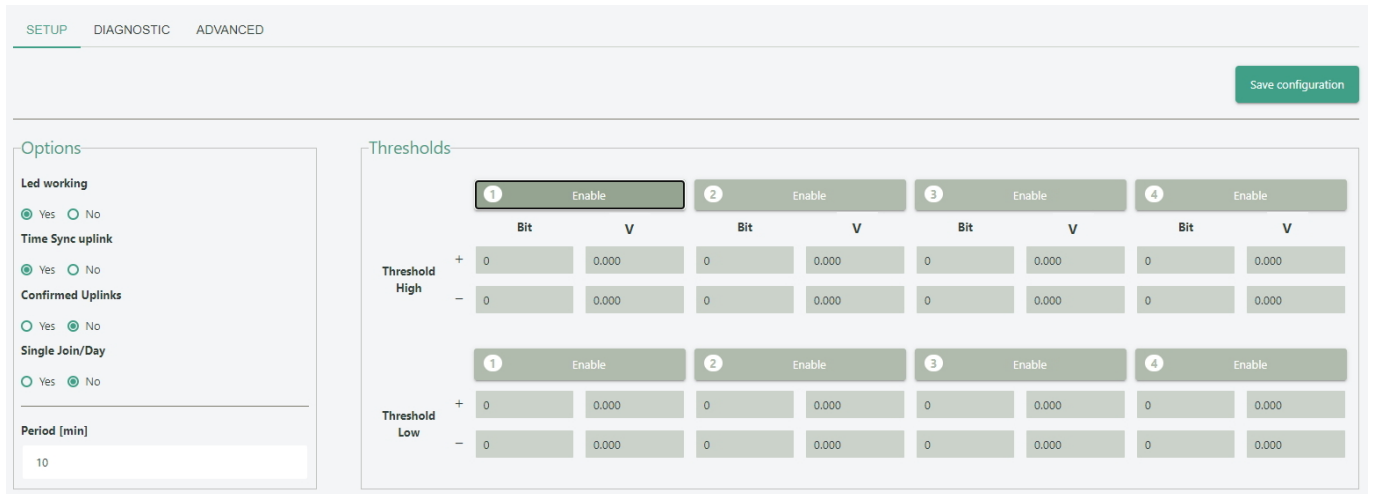 SETUP DIAGNOSTIC ADVANCED
Save configuration
Options
Led working
Yes No
Time Sync uplink
Yes No
Confirmed Uplinks
Yes No
Single Join/Day
Yes No
Period [min]
10
Thresholds
1 Enable 2 Enable 3 Enable 4 Enable
Bit V Bit V Bit V Bit V
Threshold High
+ 0 0.000 0 0.000 0 0.000 0 0.000
− 0 0.000 0 0.000 0 0.000 0 0.000
1 Enable 2 Enable 3 Enable 4 Enable
Threshold Low
+ 0 0.000 0 0.000 0 0.000 0 0.000
− 0 0.000 0 0.000 0 0.000 0 0.000